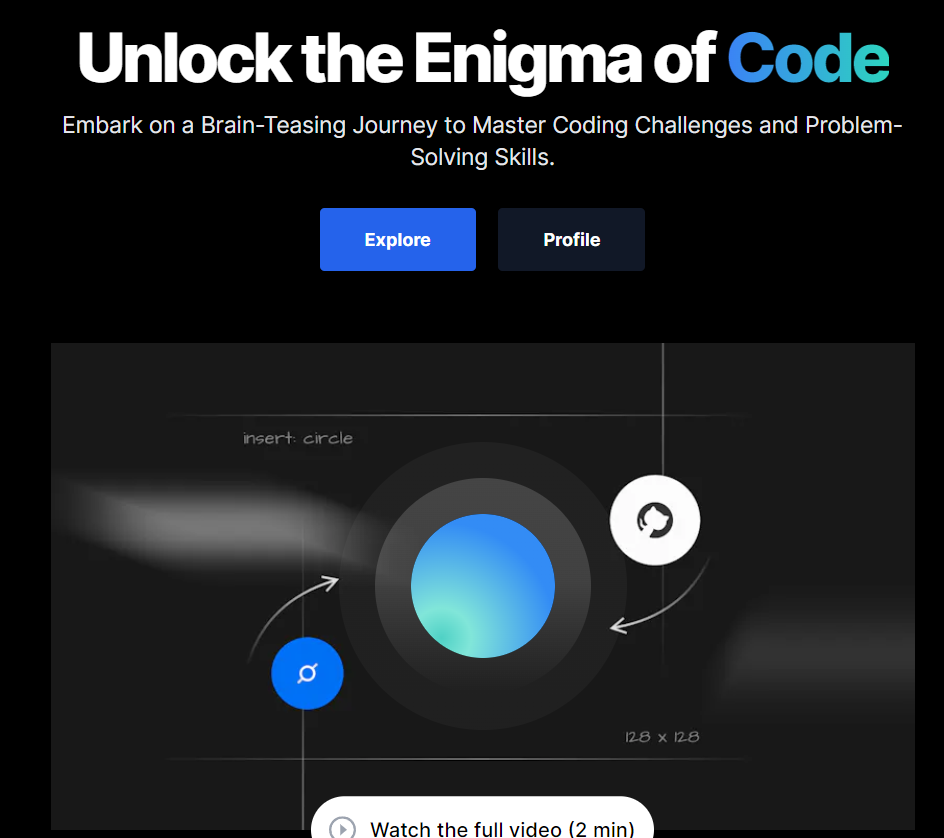 Unlock the Enigma of Code
Embark on a Brain-Teasing Journey to Master Coding Challenges and Problem-
Solving Skills.
Explore
Profile
insert: circle
128 x 128
Watch the full video (2 min)